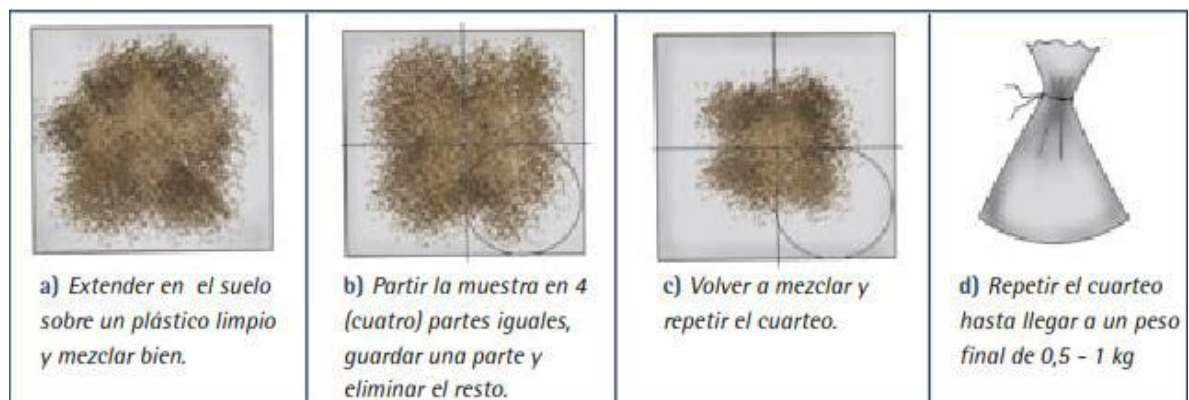 a) Extender en el suelo
sobre un plástico limpio
y mezclar bien.
b) Partir la muestra en 4
(cuatro) partes iguales,
guardar una parte y
eliminar el resto.
c) Volver a mezclar y
repetir el cuarteo.
d) Repetir el cuarteo
hasta llegar a un peso
final de 0,5 - 1 kg